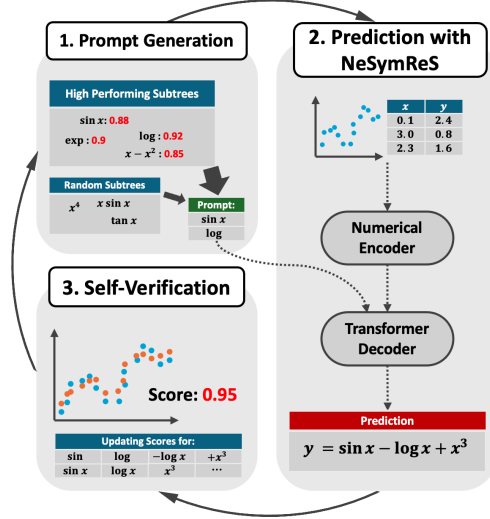 1. Prompt Generation
High Performing Subtrees
sin x: 0.88
exp : 0.9
log : 0.92
x − x² : 0.85
Random Subtrees
x⁴
x sin x
tan x
Prompt:
sin x
log
2. Prediction with
NeSymReS
x y
0.1 2.4
3.0 0.8
2.3 1.6
Numerical
Encoder
Transformer
Decoder
Prediction
y = sin x − log x + x³
3. Self-Verification
Score: 0.95
Updating Scores for:
sin log −log x +x³
sin x log x x³ ⋯